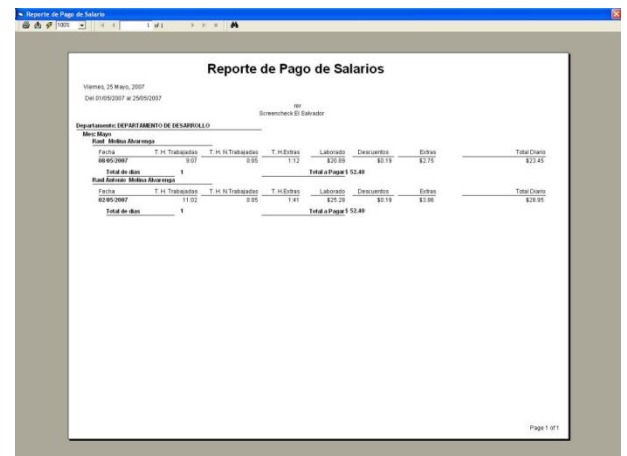 Reporte de Pago de Salario
100% 1 of 1
Reporte de Pago de Salarios
Viernes, 25 Mayo, 2007
Del 01/05/2007 al 25/05/2007
Screencheck El Salvador
Departamento: DEPARTAMENTO DE DESARROLLO
Mes: Mayo
Raul Molina Alvarenga
Fecha T. H. Trabajadas T. H. N.Trabajadas T. H.Extras Laborado Descuentos Extras Total Diario
08/05/2007 9:07 0:05 1:12 $20.89 $0.19 $2.75 $23.45
Total de dias 1 Total a Pagar $ 52.40
Raul Antonio Molina Alvarenga
Fecha T. H. Trabajadas T. H. N.Trabajadas T. H.Extras Laborado Descuentos Extras Total Diario
02/05/2007 11:02 0:05 1:41 $25.28 $0.19 $3.86 $28.95
Total de dias 1 Total a Pagar $ 52.40
Page 1 of 1